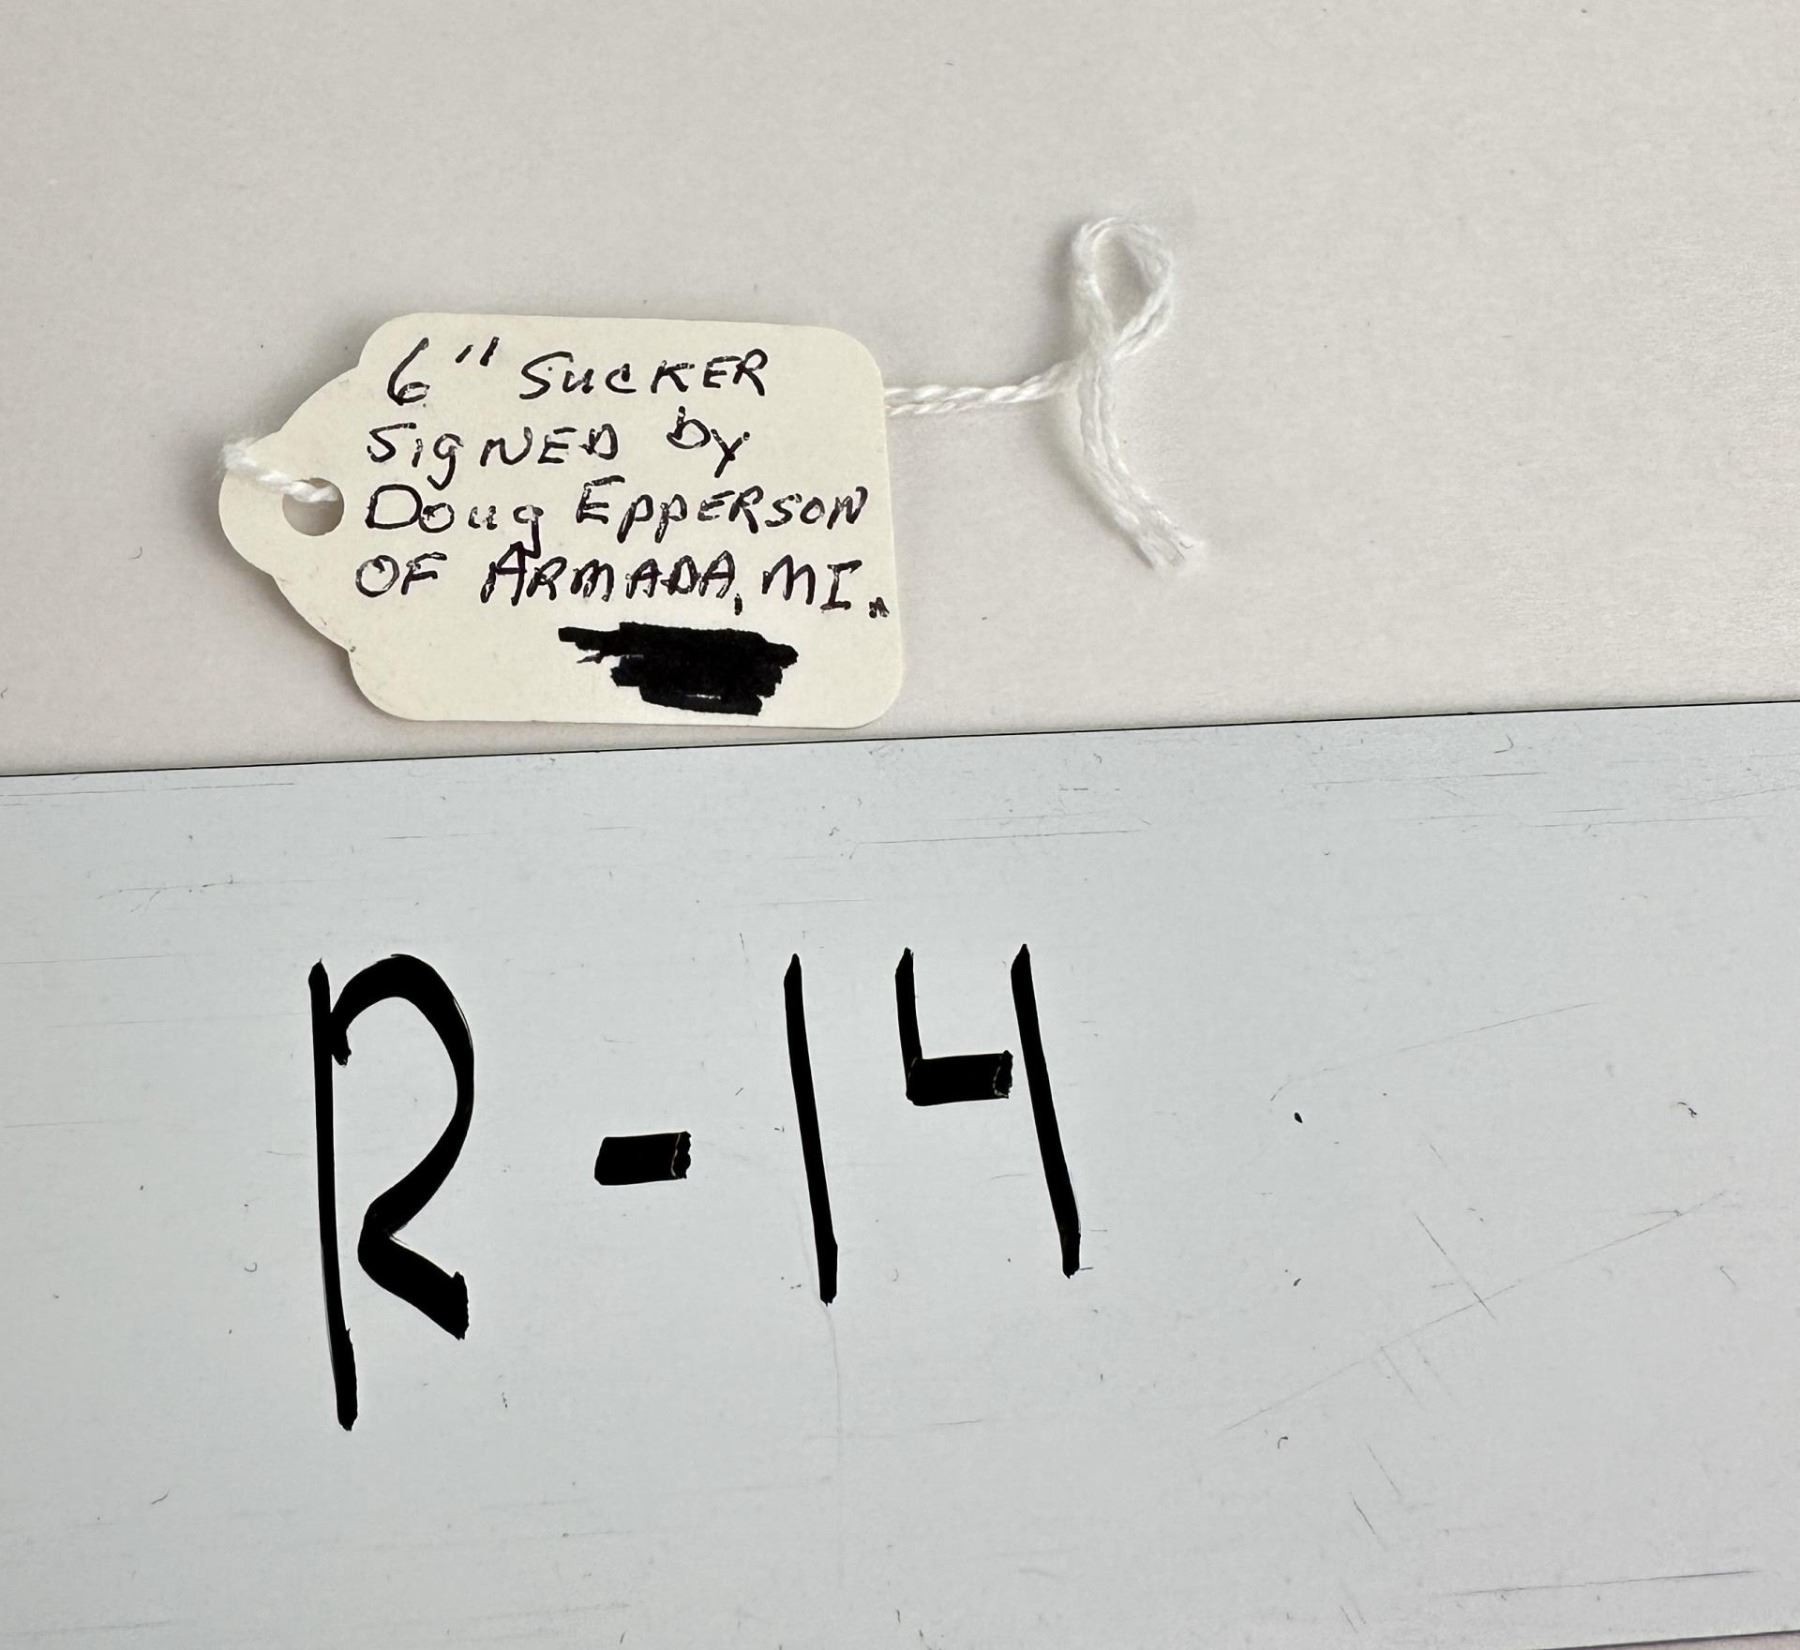 6" SUCKER
SIGNED by
Doug EPPERSON
OF ARMADA, MI.
R-14